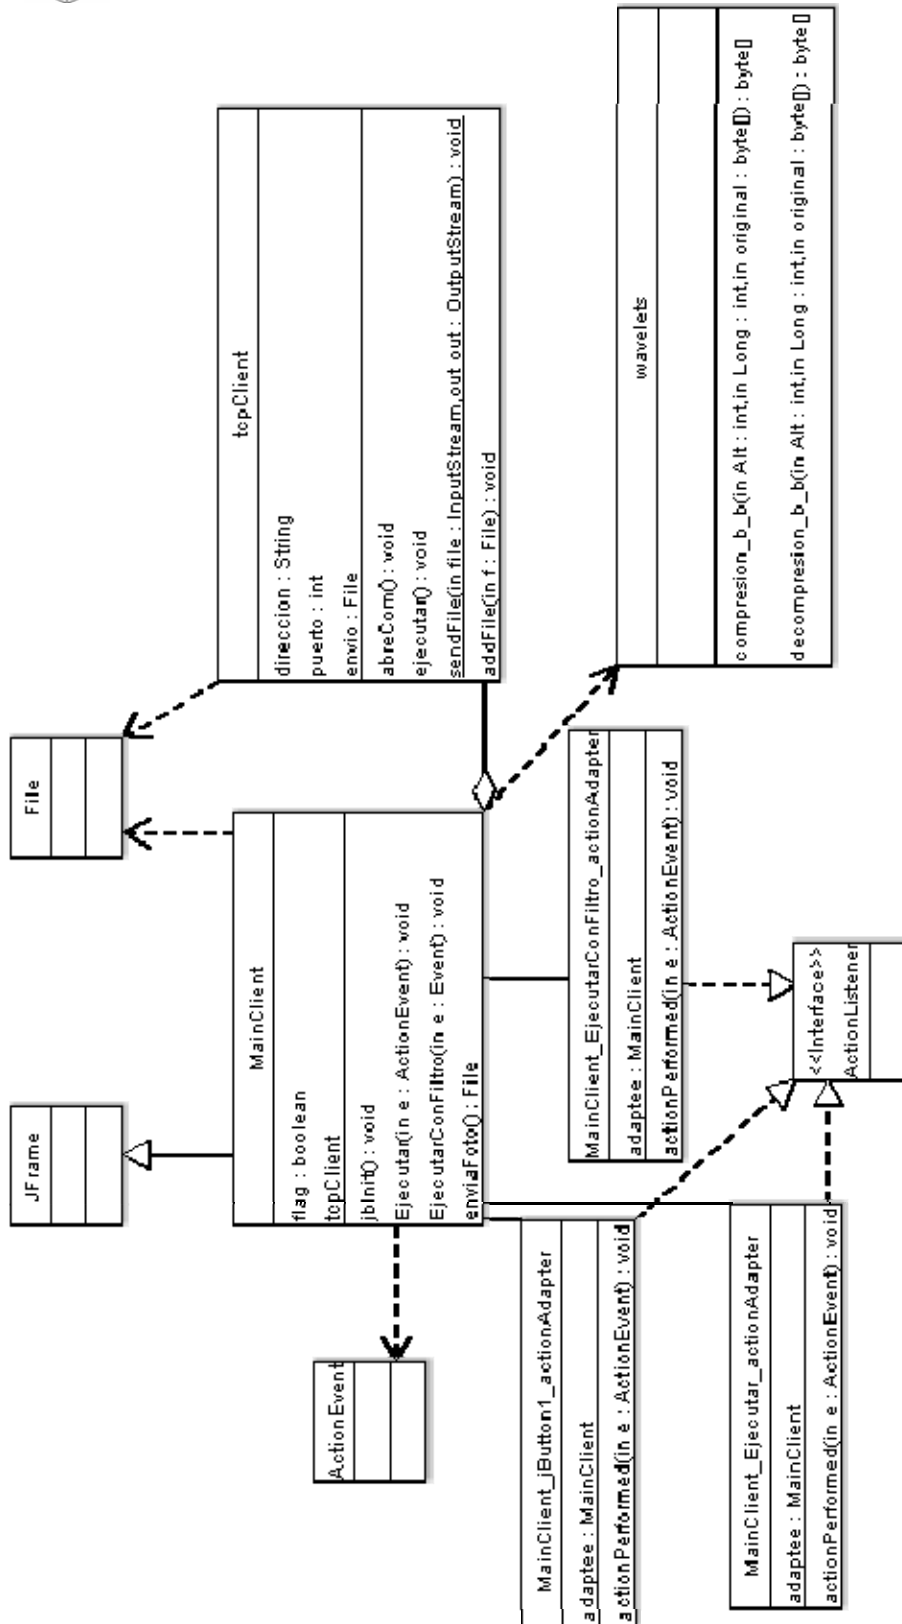 JFrame
File
ActionEvent
MainClient
flag : boolean
tcpClient
jbInit() : void
Ejecutar(in e : ActionEvent) : void
EjecutarConFiltro(in e : Event) : void
enviaFoto() : File
tcpClient
direccion : String
puerto : int
envio : File
abreCom() : void
ejecutar() : void
sendFile(in file : InputStream,out out : OutputStream) : void
addFile(in f : File) : void
MainClient_jButton1_actionAdapter
adaptee : MainClient
actionPerformed(in e : ActionEvent) : void
MainClient_EjecutarConFiltro_actionAdapter
adaptee : MainClient
actionPerformed(in e : ActionEvent) : void
wavelets
compresion_b_b(in Alt : int,in Long : int,in original : byte[]) : byte[]
decompresion_b_b(in Alt : int,in Long : int,in original : byte[]) : byte[]
MainClient_Ejecutar_actionAdapter
adaptee : MainClient
actionPerformed(in e : ActionEvent) : void
<<Interface>>
ActionListener